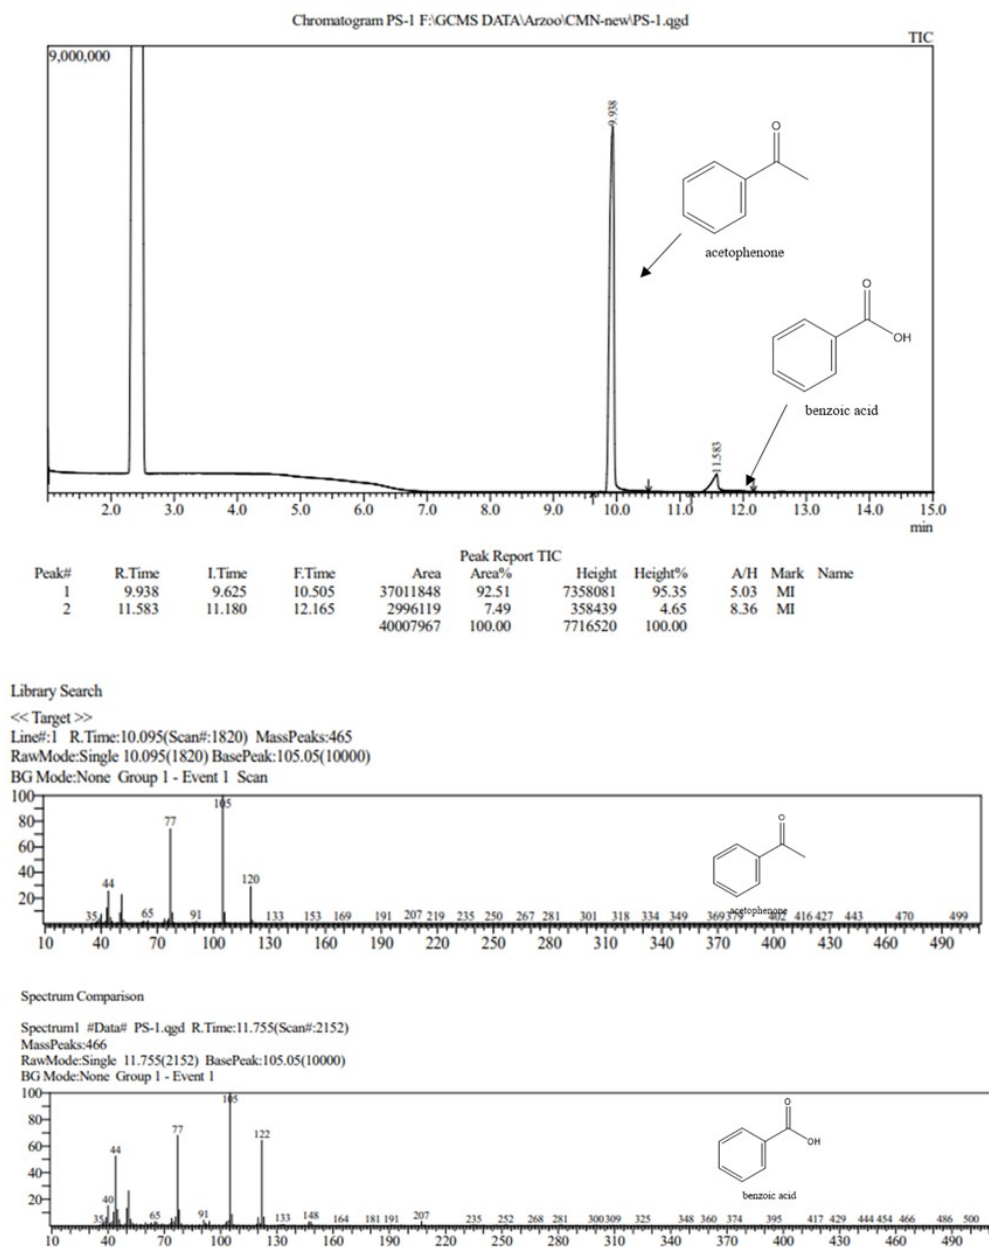 Chromatogram PS-1 F:\GCMS DATA\Arzoo\CMN-new\PS-1.qgd
TIC
9,000,000
9.938
O
acetophenone
O
OH
benzoic acid
11.583
2.0 3.0 4.0 5.0 6.0 7.0 8.0 9.0 10.0 11.0 12.0 13.0 14.0 15.0
min
Peak Report TIC
Peak# R.Time I.Time F.Time Area Area% Height Height% A/H Mark Name
1 9.938 9.625 10.505 37011848 92.51 7358081 95.35 5.03 MI
2 11.583 11.180 12.165 2996119 7.49 358439 4.65 8.36 MI
40007967 100.00 7716520 100.00
Library Search
<< Target >>
Line#:1 R.Time:10.095(Scan#:1820) MassPeaks:465
RawMode:Single 10.095(1820) BasePeak:105.05(10000)
BG Mode:None Group 1 - Event 1 Scan
100
80
60
40
20
105
77
120
44
O
acetophenone
35 65 91 133 153 169 191 207 219 235 250 267 281 301 318 334 349 369 379 402 416 427 443 470 499
10 40 70 100 130 160 190 220 250 280 310 340 370 400 430 460 490
Spectrum Comparison
Spectrum1 #Data# PS-1.qgd R.Time:11.755(Scan#:2152)
MassPeaks:466
RawMode:Single 11.755(2152) BasePeak:105.05(10000)
BG Mode:None Group 1 - Event 1
100
80
60
40
20
105
77
122
44
40
O
OH
benzoic acid
35 65 91 133 148 164 181 191 207 235 252 268 281 300 309 325 348 360 374 395 417 429 444 454 466 486 500
10 40 70 100 130 160 190 220 250 280 310 340 370 400 430 460 490